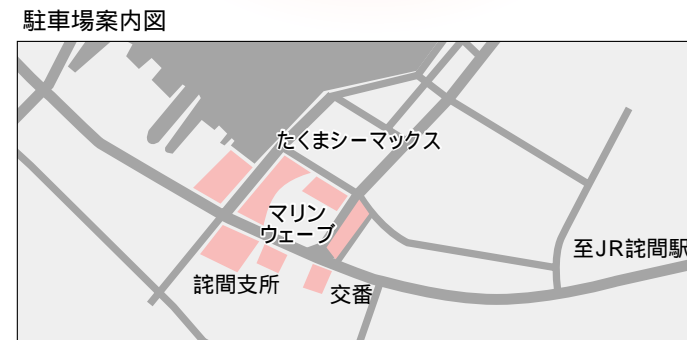 駐車場案内図
たくまシーマックス
マリン
ウェーブ
至JR詫間駅
詫間支所
交番